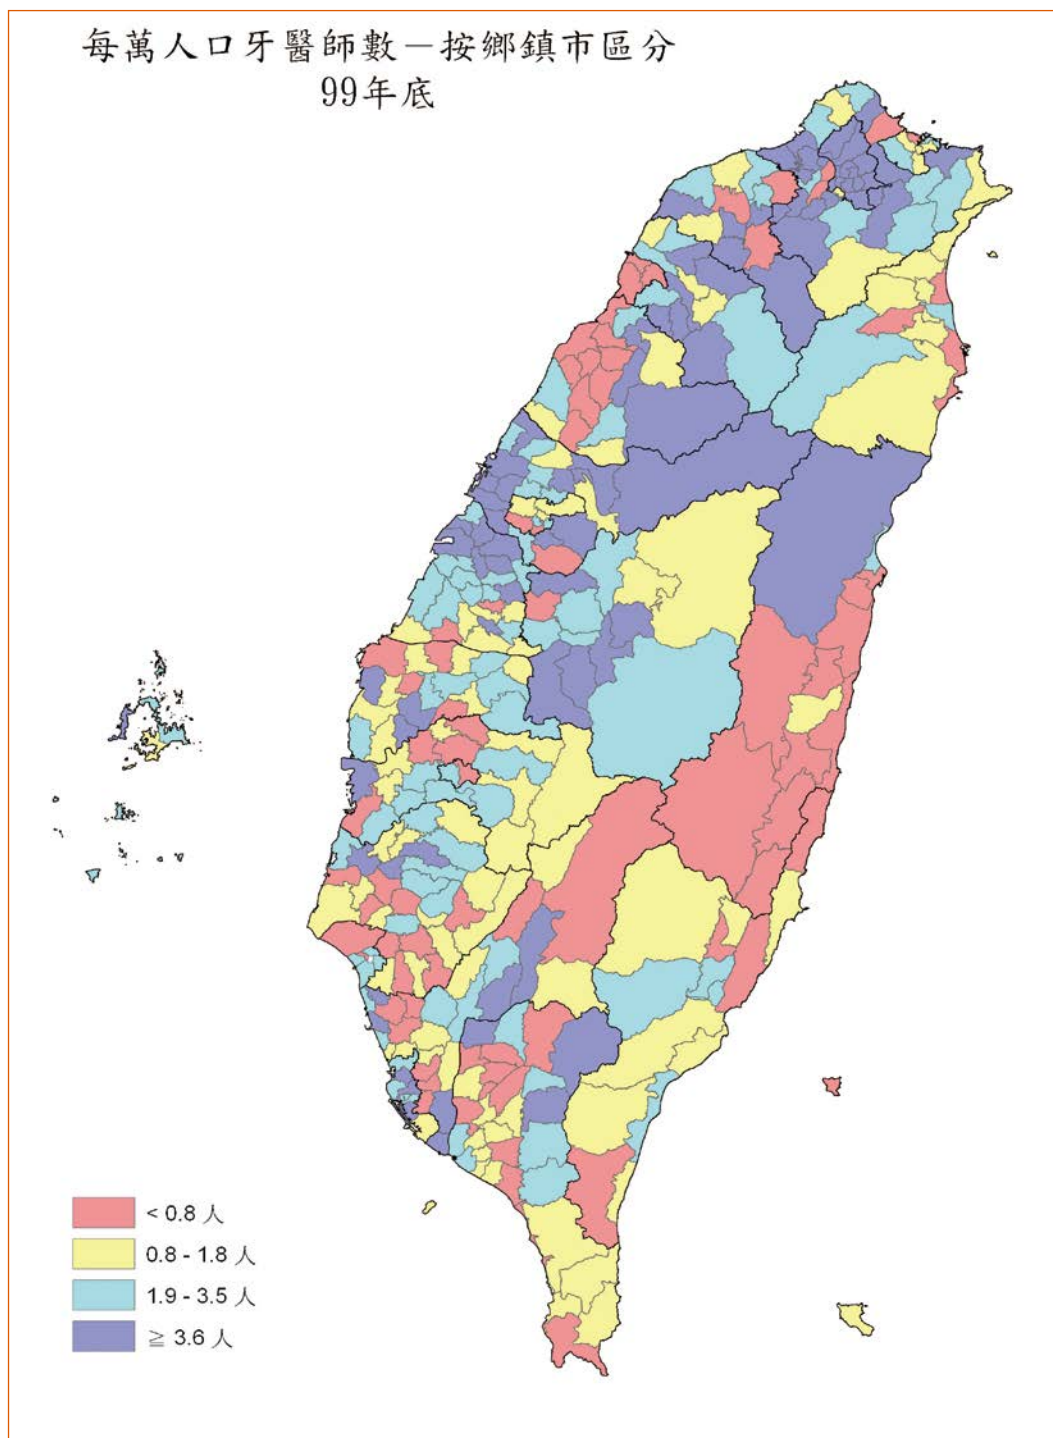 每萬人口牙醫師數－按鄉鎮市區分
99年底
< 0.8 人
0.8 - 1.8 人
1.9 - 3.5 人
≧ 3.6 人